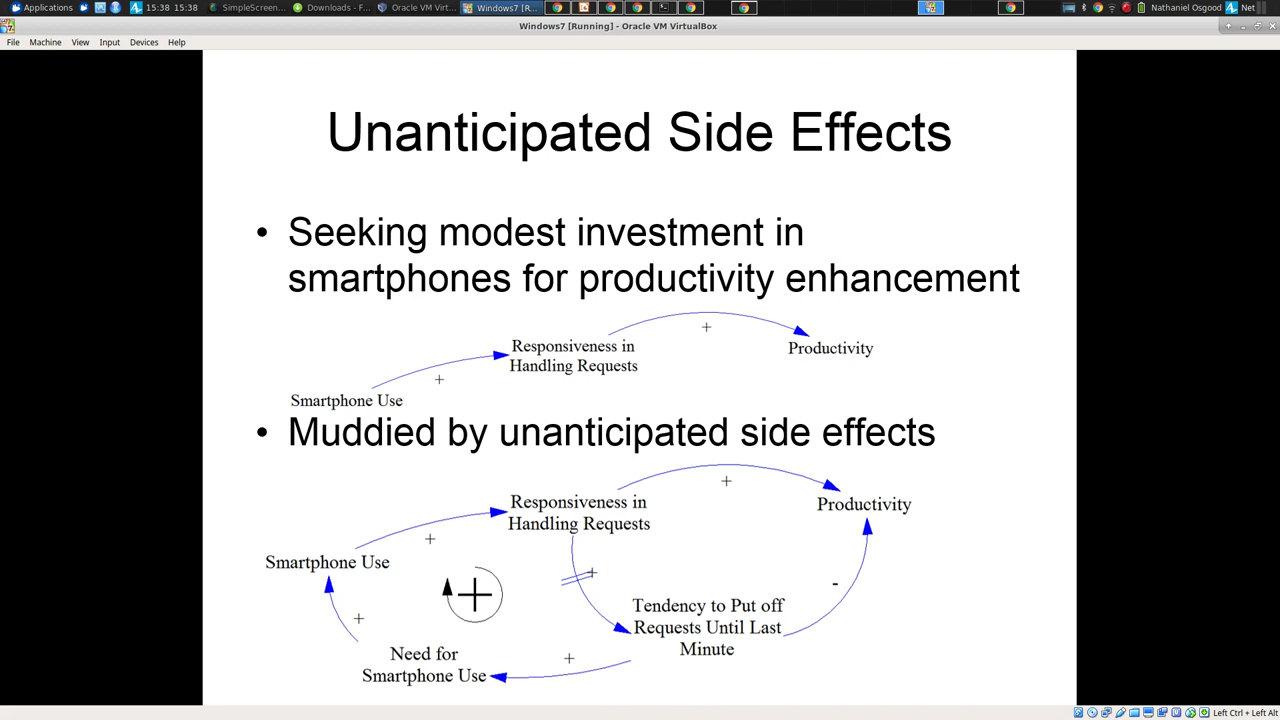 Applications
15:38 15:38
SimpleScreen...
Downloads - F...
Oracle VM Virt...
Windows7 [R...
Nathaniel Osgood
Net
Windows7 [Running] - Oracle VM VirtualBox
File Machine View Input Devices Help
Unanticipated Side Effects
• Seeking modest investment in
smartphones for productivity enhancement
Responsiveness in
Handling Requests
Productivity
+
+
Smartphone Use
• Muddied by unanticipated side effects
+
Responsiveness in
Handling Requests
Productivity
+
Smartphone Use
+
+
-
Tendency to Put off
Requests Until Last
Minute
+
Need for
Smartphone Use
+
Left Ctrl + Left Alt